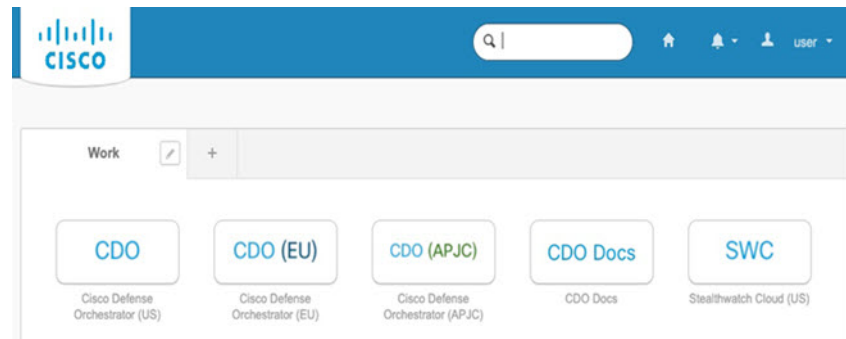 CISCO
user
Work
+
CDO
CDO (EU)
CDO (APJC)
CDO Docs
SWC
Cisco Defense
Orchestrator (US)
Cisco Defense
Orchestrator (EU)
Cisco Defense
Orchestrator (APJC)
CDO Docs
Stealthwatch Cloud (US)